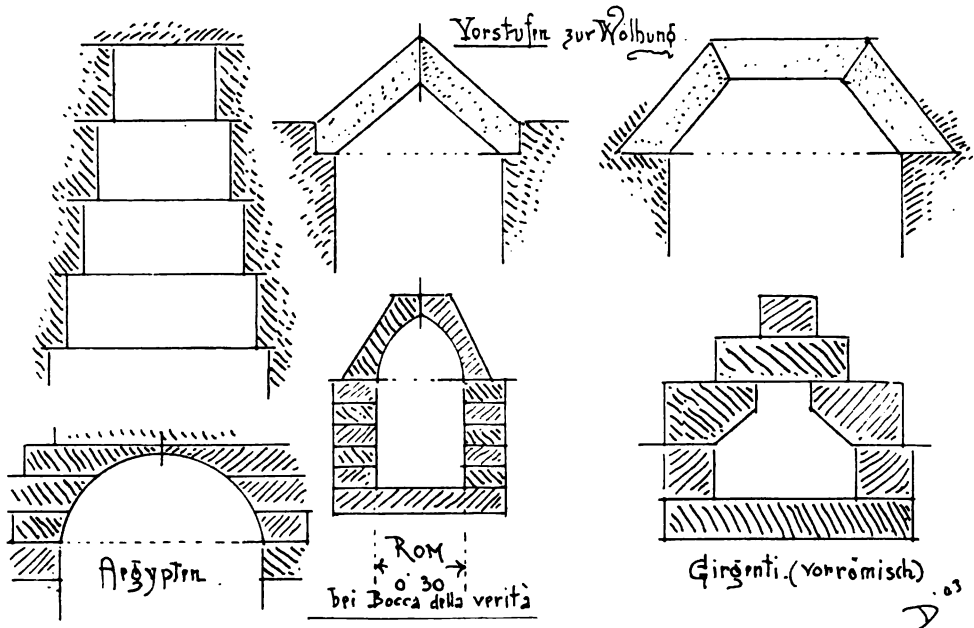 Vorstufen zur Wölbung.
Aegypten.
ROM
0.30
bei Bocca della verità
Girgenti. (vorrömisch)
D'03